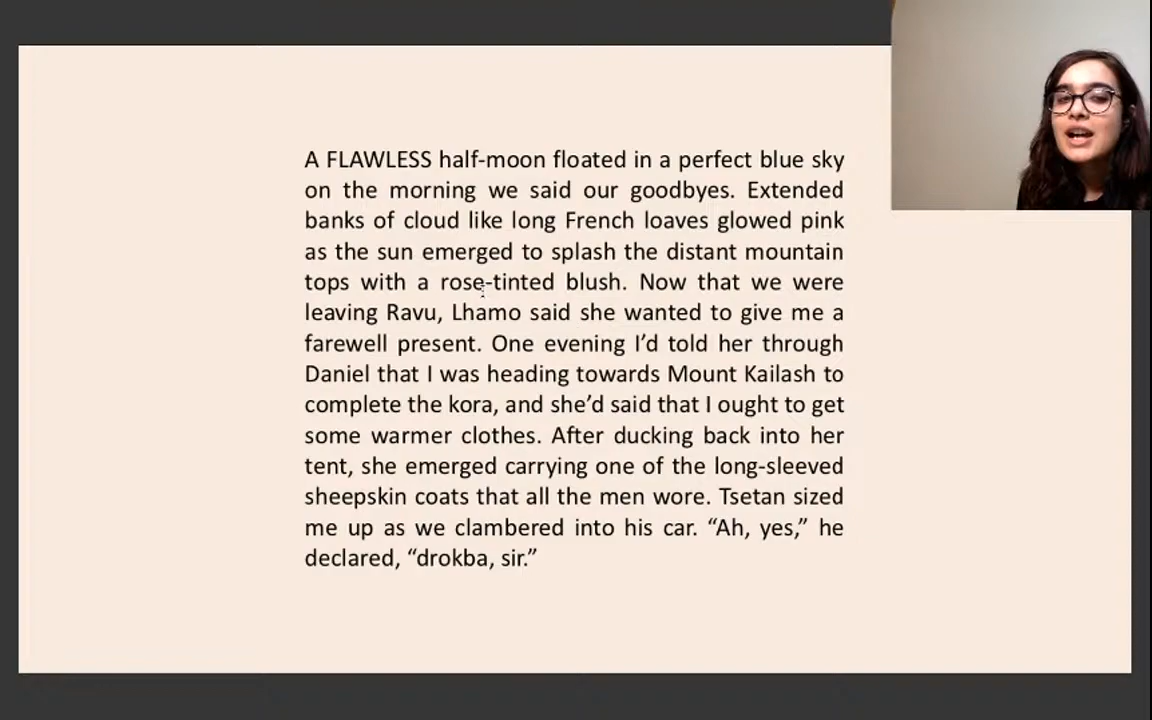 A FLAWLESS half-moon floated in a perfect blue sky
on the morning we said our goodbyes. Extended
banks of cloud like long French loaves glowed pink
as the sun emerged to splash the distant mountain
tops with a rose-tinted blush. Now that we were
leaving Ravu, Lhamo said she wanted to give me a
farewell present. One evening I’d told her through
Daniel that I was heading towards Mount Kailash to
complete the kora, and she’d said that I ought to get
some warmer clothes. After ducking back into her
tent, she emerged carrying one of the long-sleeved
sheepskin coats that all the men wore. Tsetan sized
me up as we clambered into his car. “Ah, yes,” he
declared, “drokba, sir.”